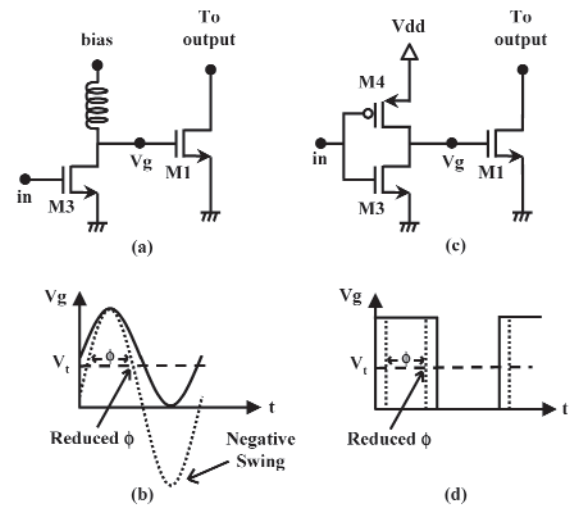 To
output
bias
Vg
M1
in
M3
(a)
To
output
Vdd
M4
in
Vg
M1
M3
(c)
Vg
Vt
ϕ
t
Reduced ϕ
Negative
Swing
(b)
Vg
Vt
ϕ
t
Reduced ϕ
(d)